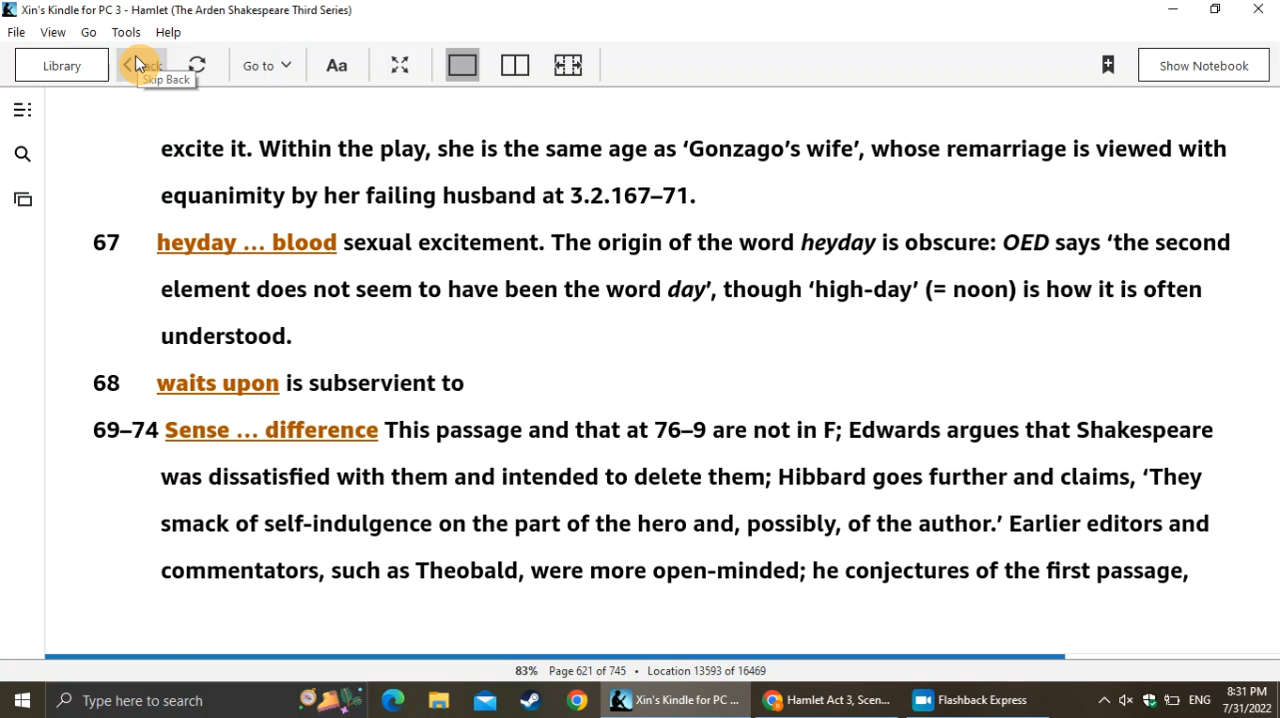 Xin's Kindle for PC 3 - Hamlet (The Arden Shakespeare Third Series)
File View Go Tools Help
Library Back Go to Aa Show Notebook
Skip Back
excite it. Within the play, she is the same age as ‘Gonzago’s wife’, whose remarriage is viewed with
equanimity by her failing husband at 3.2.167–71.
67 heyday … blood sexual excitement. The origin of the word heyday is obscure: OED says ‘the second
element does not seem to have been the word day’, though ‘high-day’ (= noon) is how it is often
understood.
68 waits upon is subservient to
69–74 Sense … difference This passage and that at 76–9 are not in F; Edwards argues that Shakespeare
was dissatisfied with them and intended to delete them; Hibbard goes further and claims, ‘They
smack of self-indulgence on the part of the hero and, possibly, of the author.’ Earlier editors and
commentators, such as Theobald, were more open-minded; he conjectures of the first passage,
83% Page 621 of 745 • Location 13593 of 16469
Type here to search Xin's Kindle for PC ... Hamlet Act 3, Scen... Flashback Express ENG 8:31 PM
7/31/2022